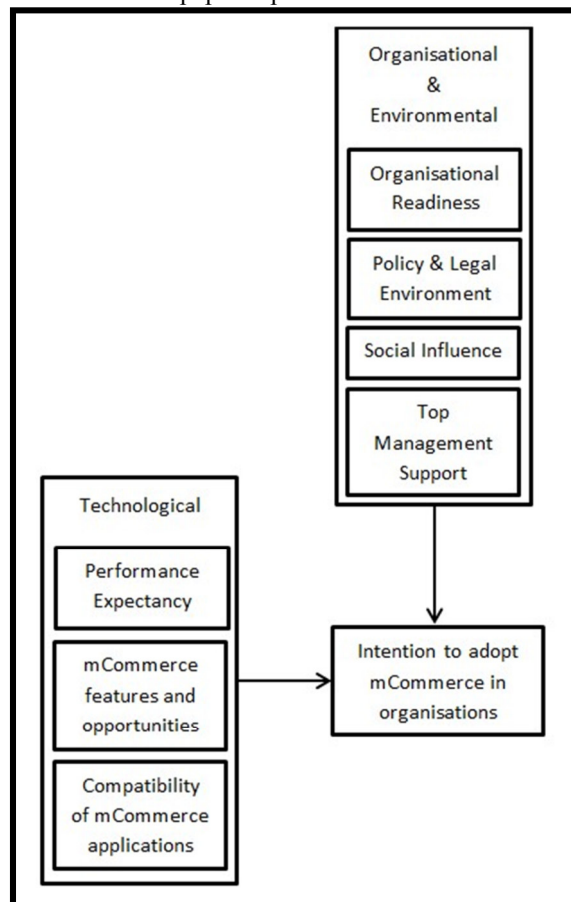 Organisational
&
Environmental
Organisational
Readiness
Policy & Legal
Environment
Social Influence
Top
Management
Support
Technological
Performance
Expectancy
mCommerce
features and
opportunities
Compatibility
of mCommerce
applications
Intention to adopt
mCommerce in
organisations